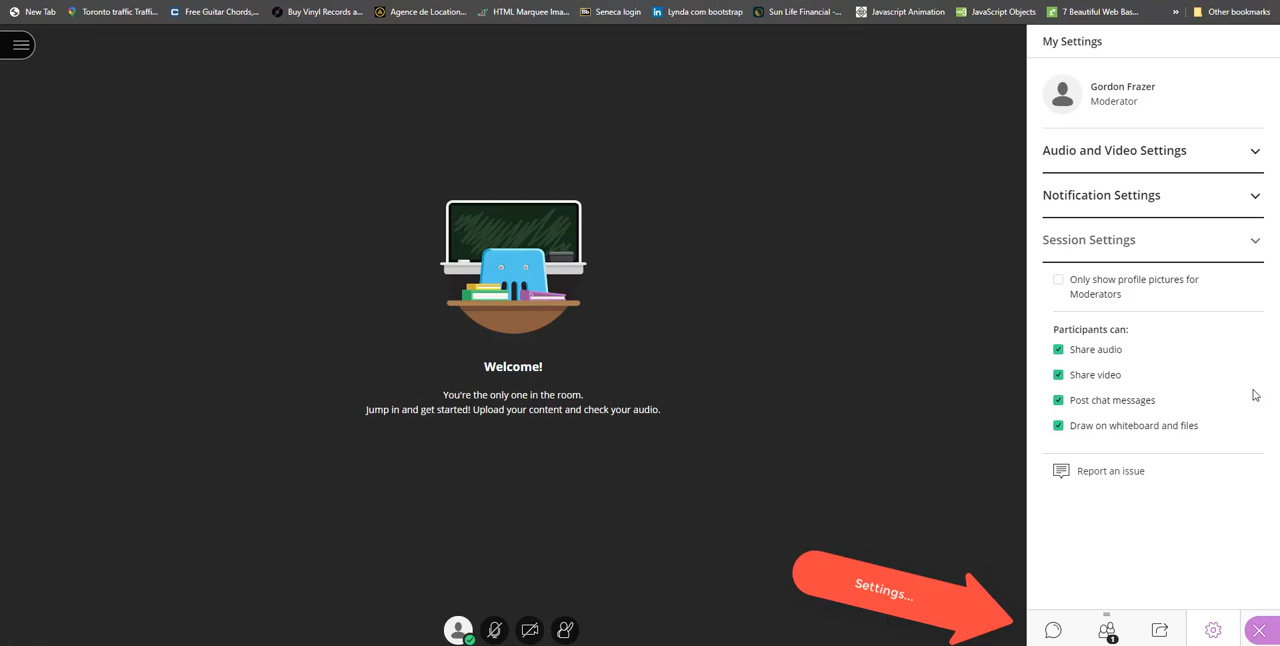 New Tab
Toronto traffic Traffi...
Free Guitar Chords,...
Buy Vinyl Records a...
Agence de Location...
HTML Marquee Ima...
Bb Seneca login
in Lynda com bootstrap
Sun Life Financial -...
Javascript Animation
JavaScript Objects
7 Beautiful Web Bas...
»
Other bookmarks
My Settings
Gordon Frazer
Moderator
Audio and Video Settings
Notification Settings
Session Settings
Only show profile pictures for
Moderators
Participants can:
Share audio
Share video
Post chat messages
Draw on whiteboard and files
Report an issue
Welcome!
You're the only one in the room.
Jump in and get started! Upload your content and check your audio.
Settings...
1